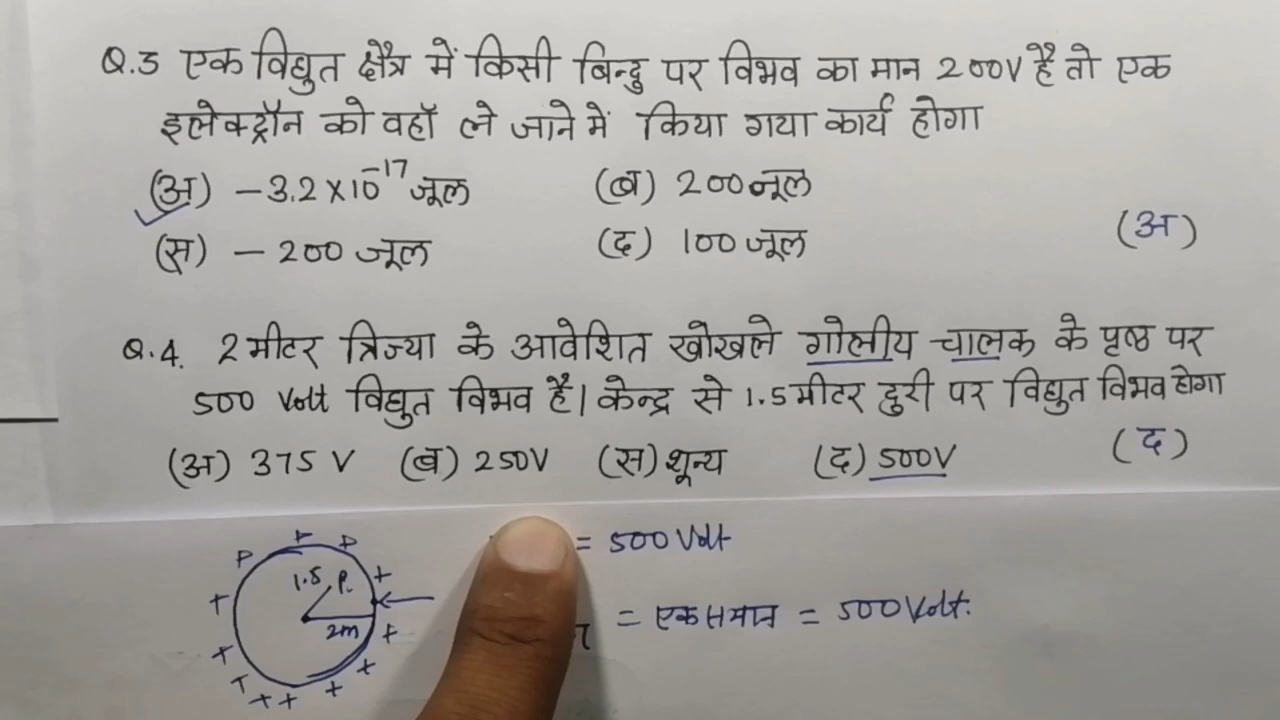 Q.3 एक विद्युत क्षैत्र में किसी बिन्दु पर विभव का मान 200V है तो एक
इलेक्ट्रॉन को वहाँ ले जाने में किया गया कार्य होगा
(अ) -3.2×10⁻¹⁷ जूल (ब) 200 जूल
(स) - 200 जूल (द) 100 जूल (अ)
Q.4. 2 मीटर त्रिज्या के आवेशित खोखले गोलीय चालक के पृष्ठ पर
500 Volt विद्युत विभव है। केन्द्र से 1.5 मीटर दुरी पर विद्युत विभव होगा
(अ) 375 V (ब) 250V (स) शून्य (द) 500V (द)
= 500 Volt
1.5 P.
2m
= एकसमान = 500 Volt.